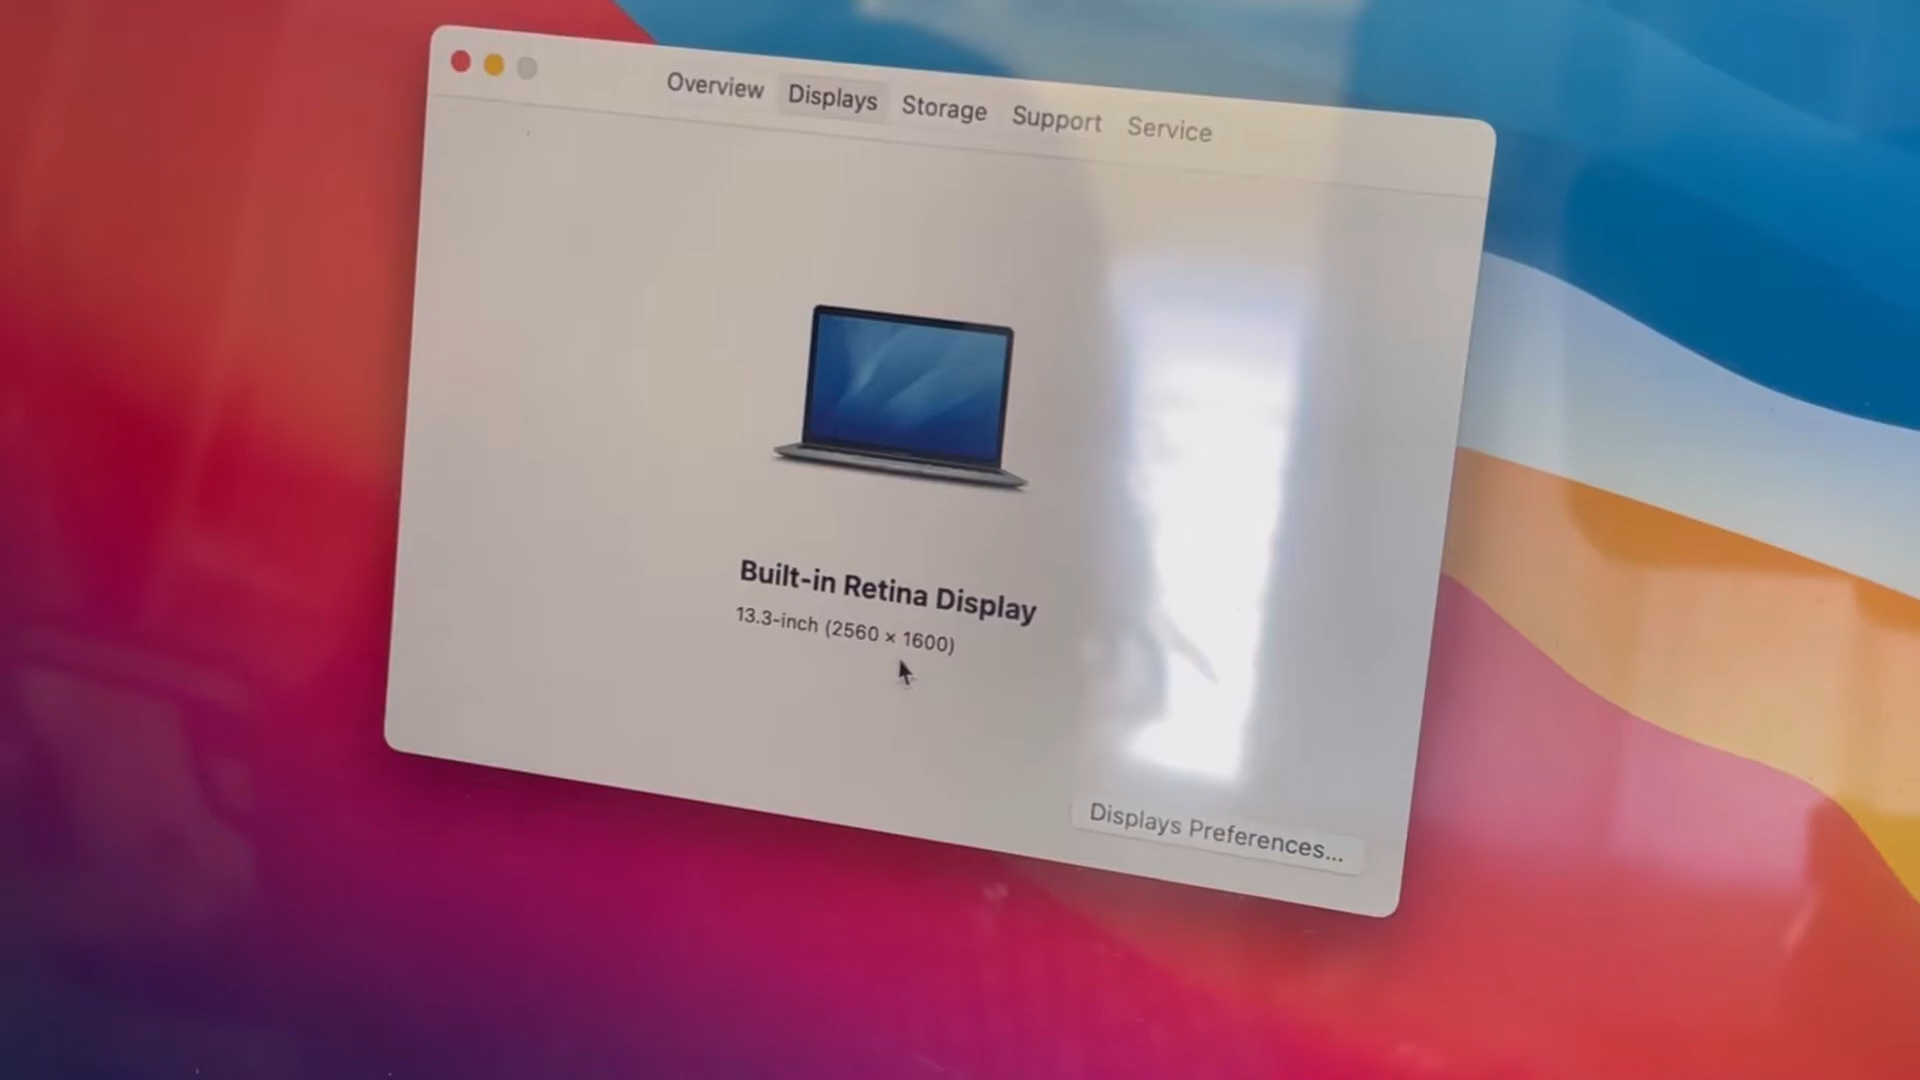 Overview Displays Storage Support Service
Built-in Retina Display
13.3-inch (2560 × 1600)
Displays Preferences...